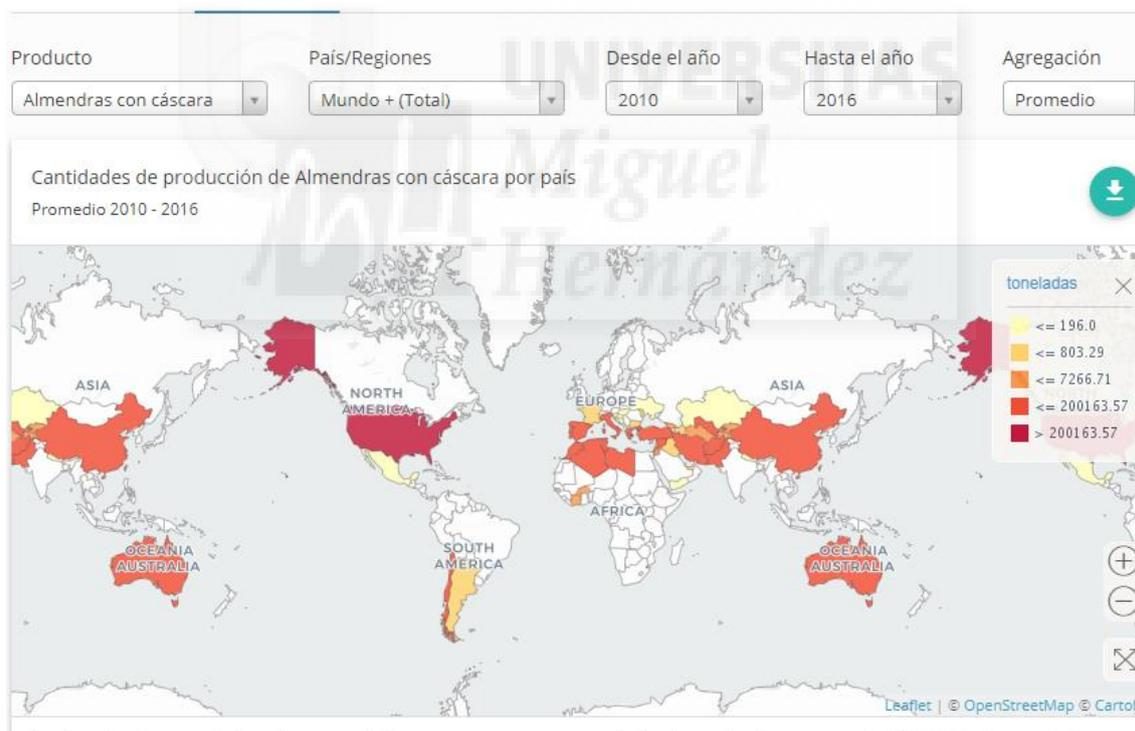 UNIVERSITAS
Miguel
Hernández
Producto
País/Regiones
Desde el año
Hasta el año
Agregación
Almendras con cáscara
Mundo + (Total)
2010
2016
Promedio
Cantidades de producción de Almendras con cáscara por país
Promedio 2010 - 2016
toneladas
<= 196.0
<= 803.29
<= 7266.71
<= 200163.57
> 200163.57
ASIA
NORTH
AMERICA
EUROPE
ASIA
AFRICA
OCEANIA
AUSTRALIA
SOUTH
AMERICA
OCEANIA
AUSTRALIA
Leaflet | © OpenStreetMap ©